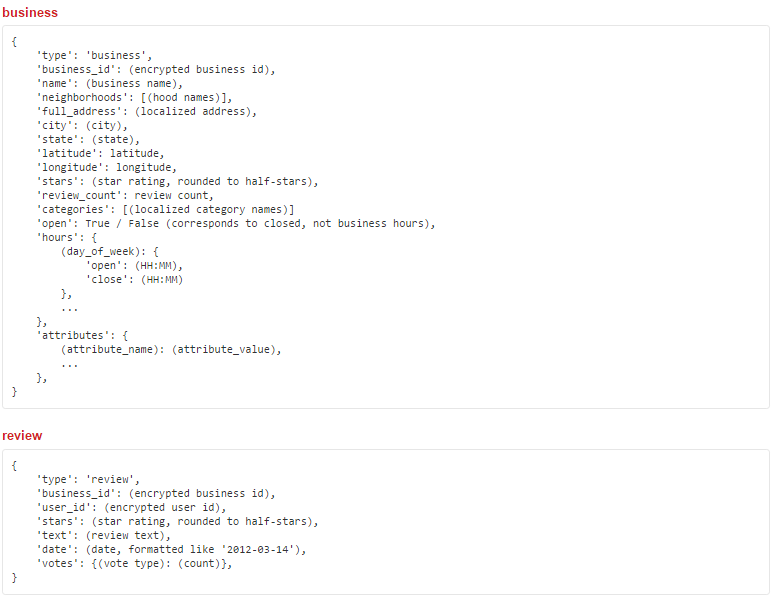 business
{
    'type': 'business',
    'business_id': (encrypted business id),
    'name': (business name),
    'neighborhoods': [(hood names)],
    'full_address': (localized address),
    'city': (city),
    'state': (state),
    'latitude': latitude,
    'longitude': longitude,
    'stars': (star rating, rounded to half-stars),
    'review_count': review count,
    'categories': [(localized category names)]
    'open': True / False (corresponds to closed, not business hours),
    'hours': {
        (day_of_week): {
            'open': (HH:MM),
            'close': (HH:MM)
        },
        ...
    },
    'attributes': {
        (attribute_name): (attribute_value),
        ...
    },
}
review
{
    'type': 'review',
    'business_id': (encrypted business id),
    'user_id': (encrypted user id),
    'stars': (star rating, rounded to half-stars),
    'text': (review text),
    'date': (date, formatted like '2012-03-14'),
    'votes': {(vote type): (count)},
}